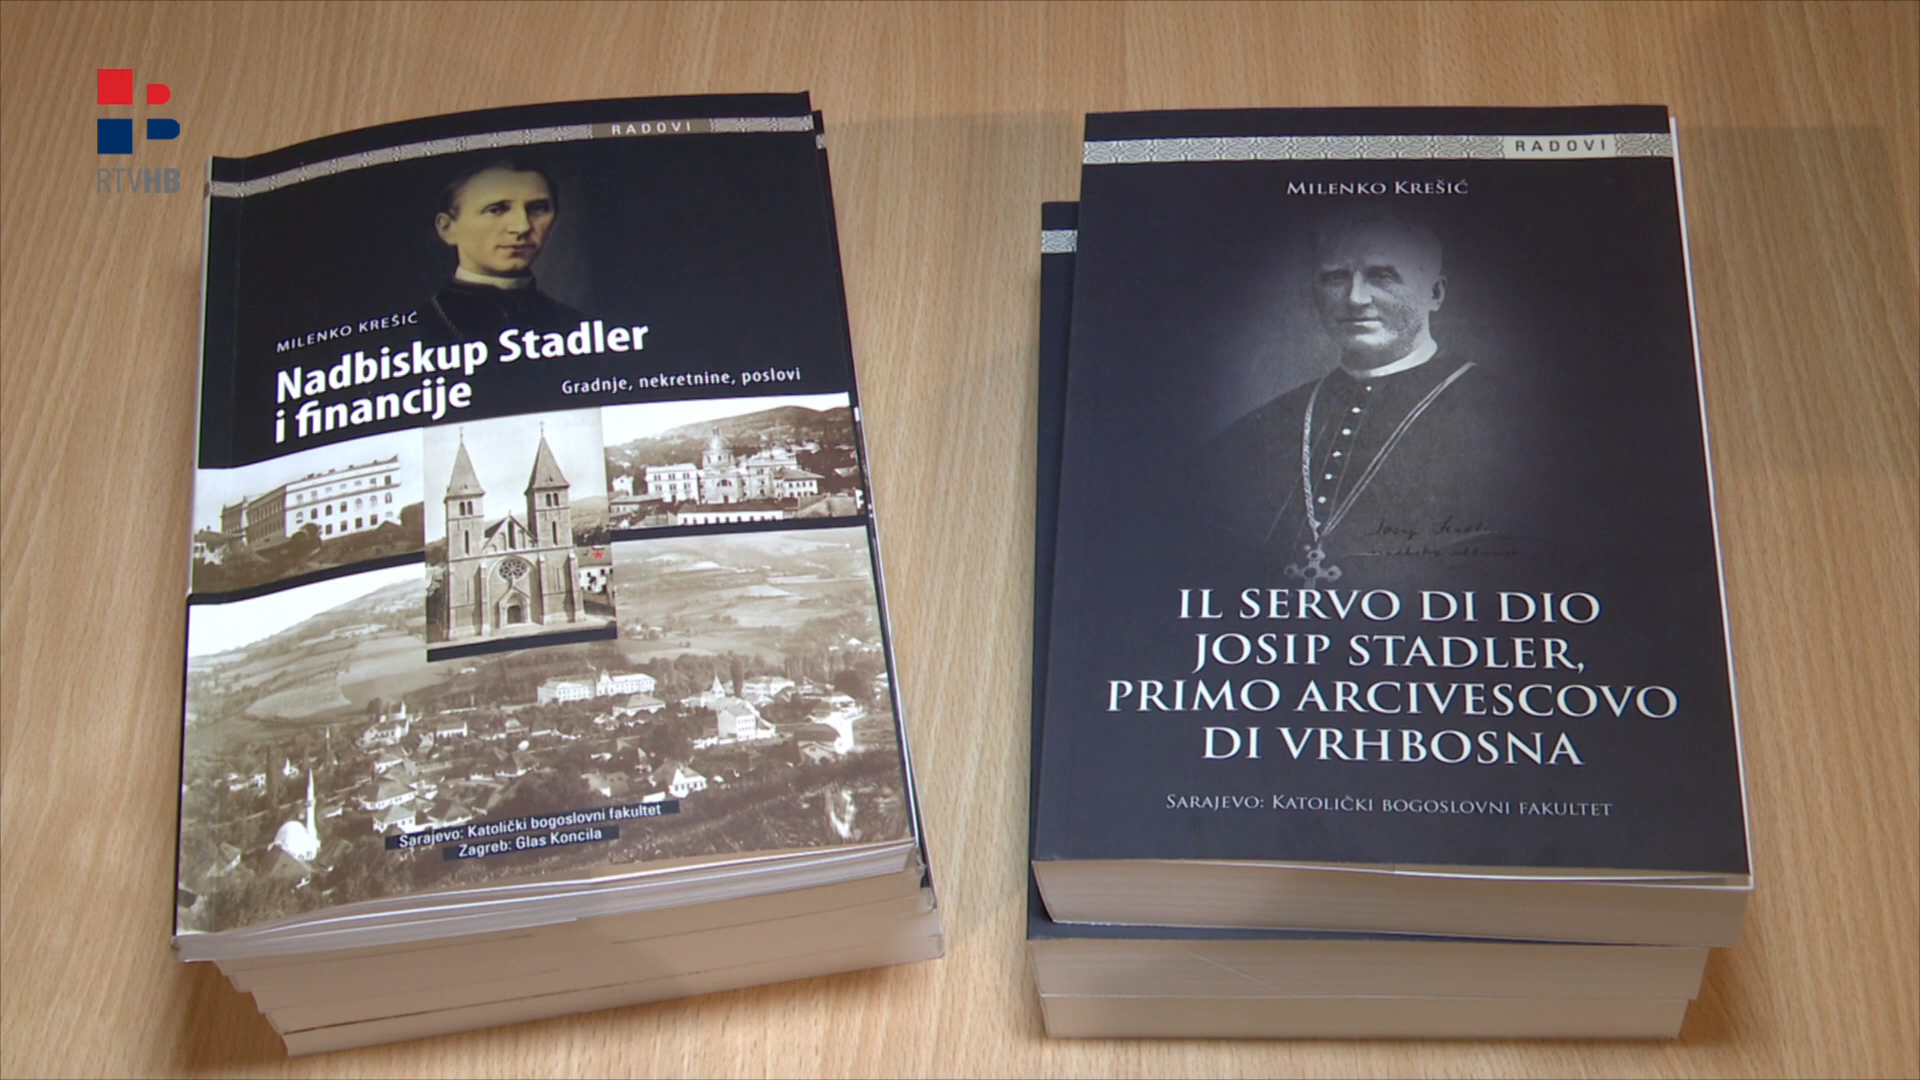 RTVHB
RADOVI
MILENKO KREŠIĆ
Nadbiskup Stadler
i financije
Gradnje, nekretnine, poslovi
Sarajevo: Katolički bogoslovni fakultet
Zagreb: Glas Koncila
RADOVI
MILENKO KREŠIĆ
IL SERVO DI DIO
JOSIP STADLER,
PRIMO ARCIVESCOVO
DI VRHBOSNA
SARAJEVO: KATOLIČKI BOGOSLOVNI FAKULTET